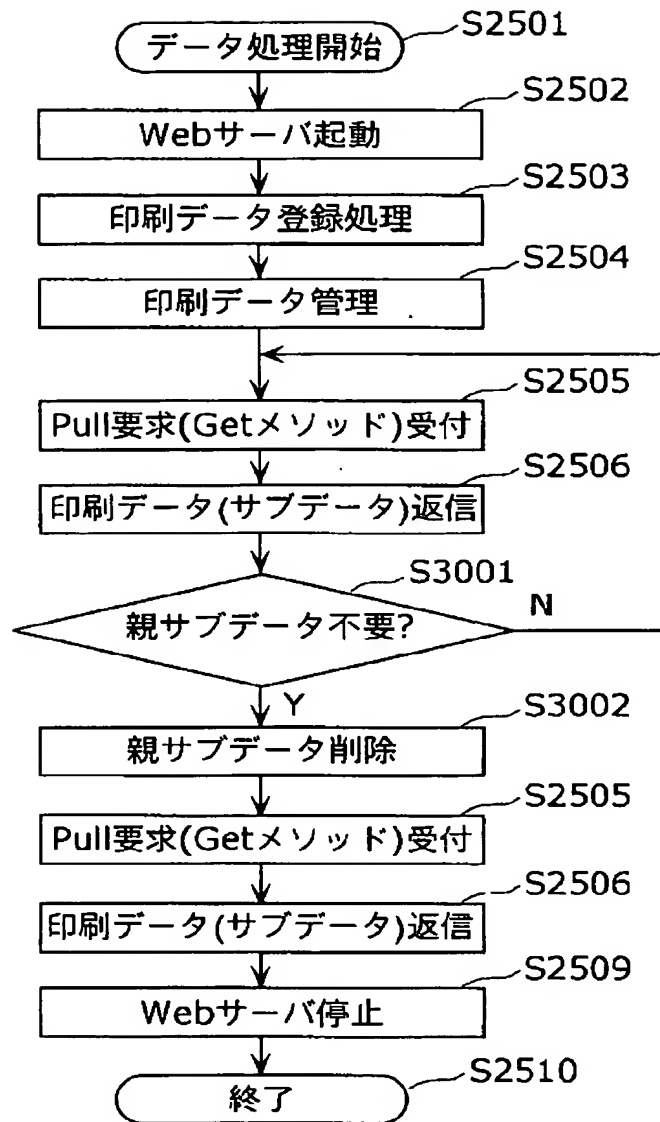 S2501
データ処理開始
S2502
Webサーバ起動
S2503
印刷データ登録処理
S2504
印刷データ管理
S2505
Pull要求(Getメソッド)受付
S2506
印刷データ(サブデータ)返信
S3001
親サブデータ不要?
N
Y
S3002
親サブデータ削除
S2505
Pull要求(Getメソッド)受付
S2506
印刷データ(サブデータ)返信
S2509
Webサーバ停止
S2510
終了